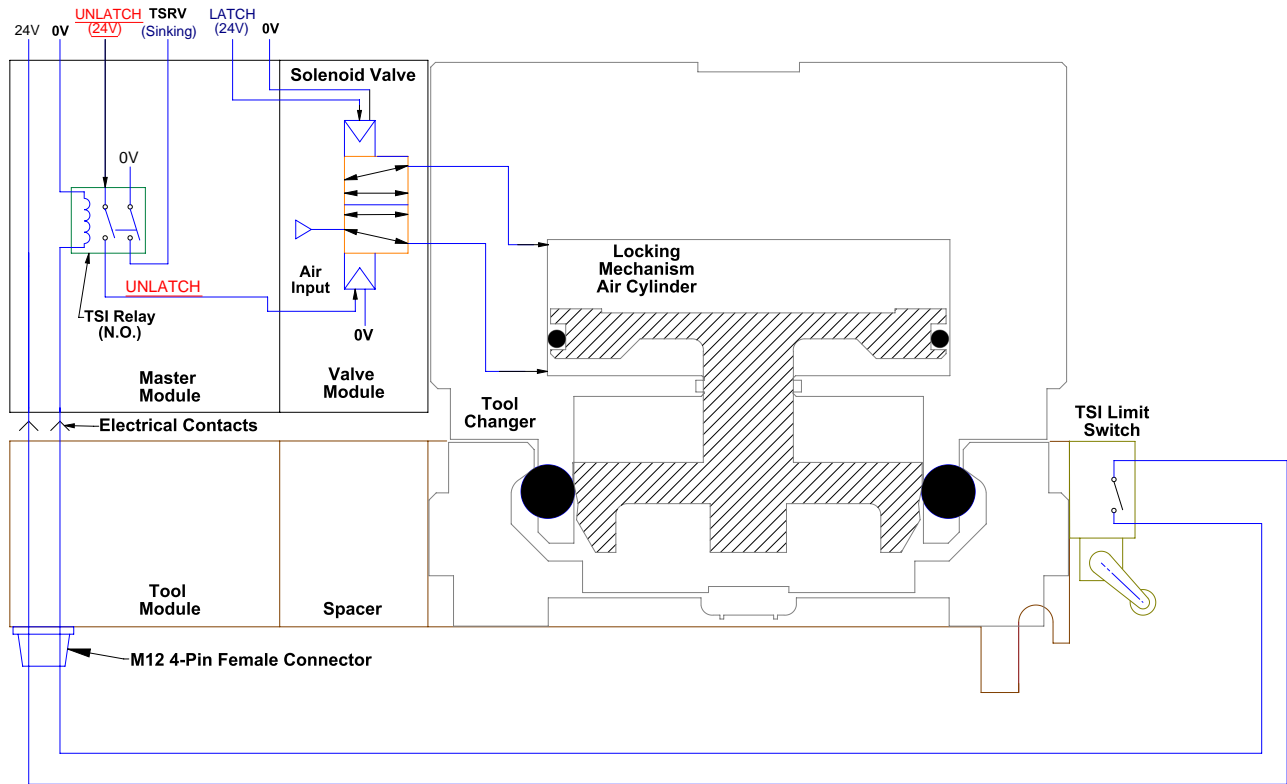 24V
0V
UNLATCH
(24V)
TSRV
(Sinking)
LATCH
(24V)
0V
Solenoid Valve
0V
Air
Input
UNLATCH
TSI Relay
(N.O.)
0V
Master
Module
Valve
Module
Locking
Mechanism
Air Cylinder
Tool
Changer
TSI Limit
Switch
Electrical Contacts
Tool
Module
Spacer
M12 4-Pin Female Connector